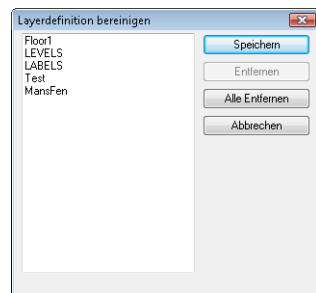 Layerdefinition bereinigen
Floor1
LEVELS
LABELS
Test
MansFen
Speichern
Entfernen
Alle Entfernen
Abbrechen